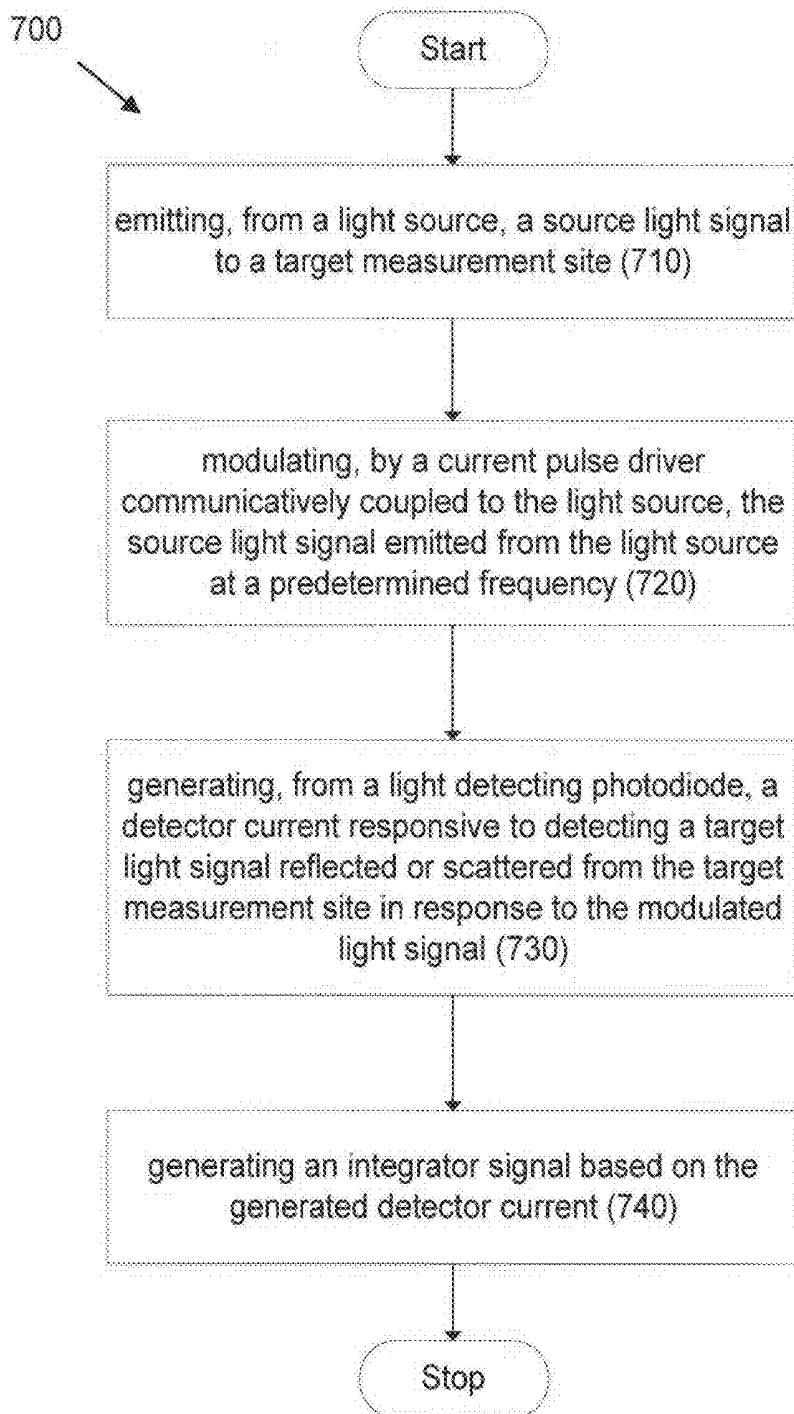 700
Start
emitting, from a light source, a source light signal
to a target measurement site (710)
modulating, by a current pulse driver
communicatively coupled to the light source, the
source light signal emitted from the light source
at a predetermined frequency (720)
generating, from a light detecting photodiode, a
detector current responsive to detecting a target
light signal reflected or scattered from the target
measurement site in response to the modulated
light signal (730)
generating an integrator signal based on the
generated detector current (740)
Stop